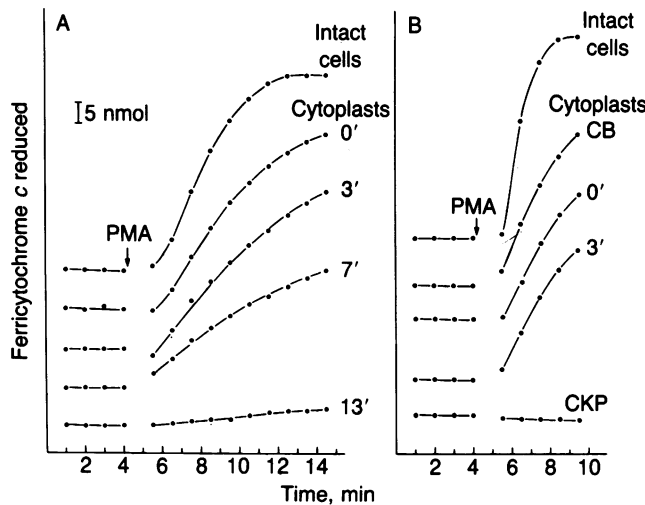 A
Intact
cells
5 nmol
Cytoplasts
0′
3′
PMA
7′
13′
2 4 6 8 10 12 14
B
Intact
cells
Cytoplasts
CB
PMA
0′
3′
CKP
2 4 6 8 10
Ferricytochrome c reduced
Time, min